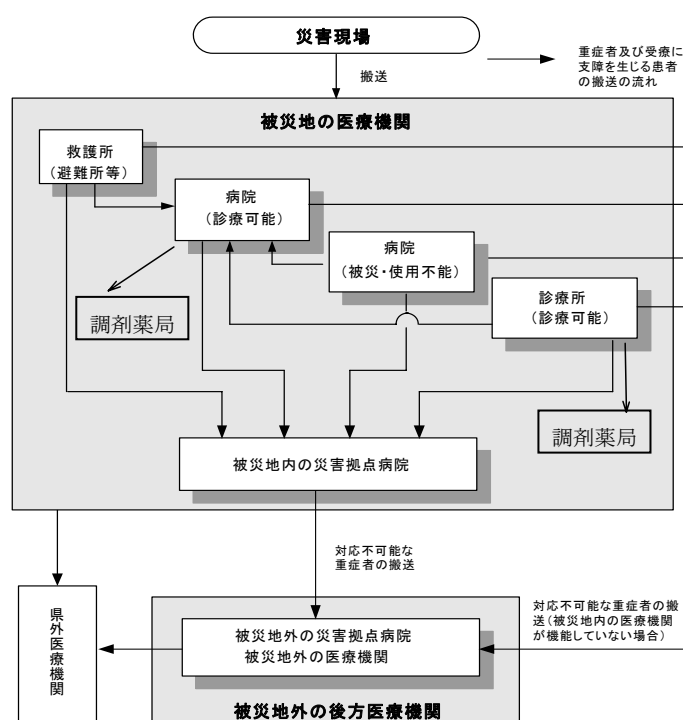 災害現場
重症者及び受療に
支障を生じる患者
の搬送の流れ
搬送
被災地の医療機関
救護所
（避難所等）
病院
（診療可能）
病院
（被災・使用不能）
診療所
（診療可能）
調剤薬局
調剤薬局
被災地内の災害拠点病院
対応不可能な
重症者の搬送
県外医療機関
被災地外の災害拠点病院
被災地外の医療機関
対応不可能な重症者の搬
送（被災地内の医療機関
が機能していない場合）
被災地外の後方医療機関